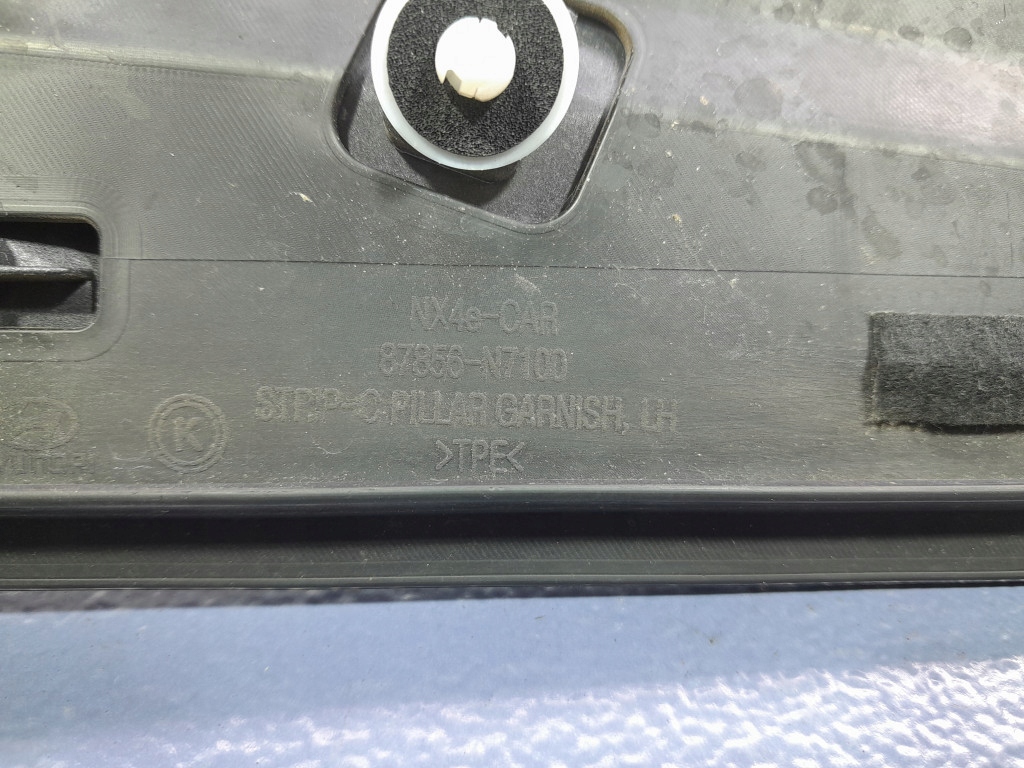 NX4e-CAR
87856-N7100
STRIP-C PILLAR GARNISH, LH
>TPE<
K